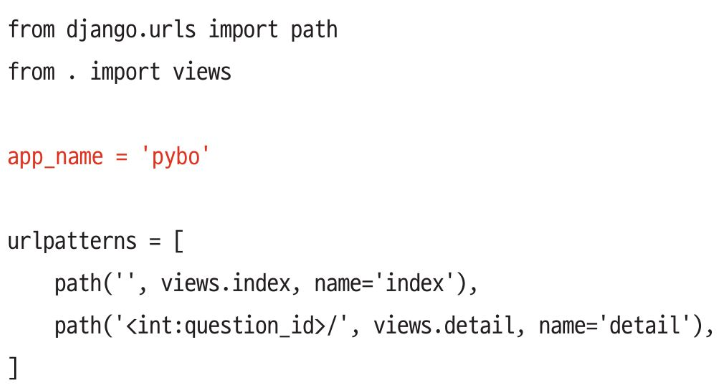 from django.urls import path
from . import views
app_name = 'pybo'
urlpatterns = [
    path('', views.index, name='index'),
    path('<int:question_id>/', views.detail, name='detail'),
]